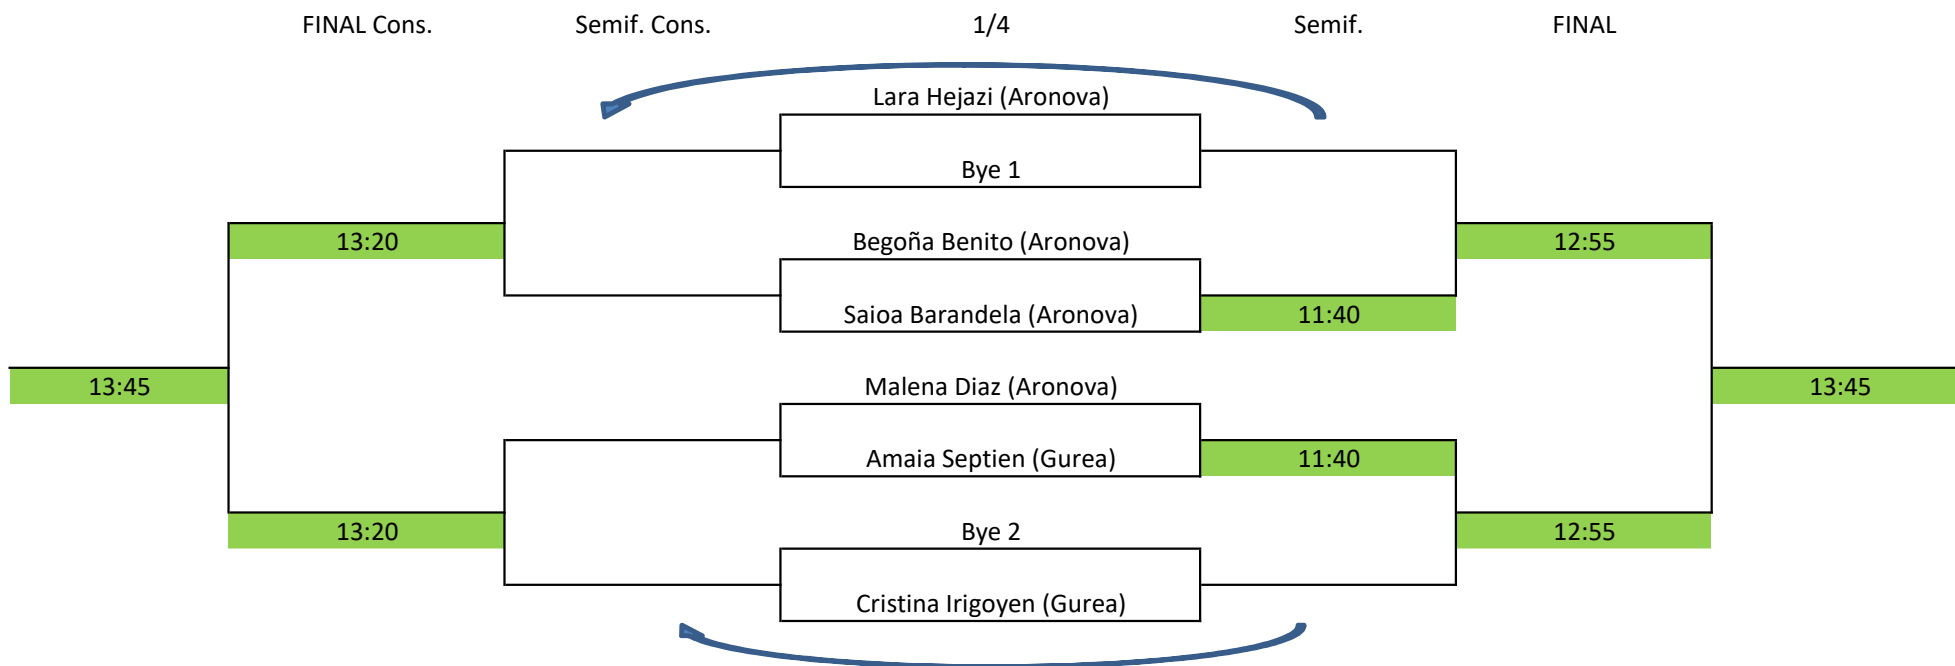 FINAL Cons. Semif. Cons. 1/4 Semif. FINAL
Lara Hejazi (Aronova)
Bye 1
13:20 Begoña Benito (Aronova) 12:55
Saioa Barandela (Aronova) 11:40
13:45 Malena Diaz (Aronova) 13:45
Amaia Septien (Gurea) 11:40
13:20 Bye 2 12:55
Cristina Irigoyen (Gurea)